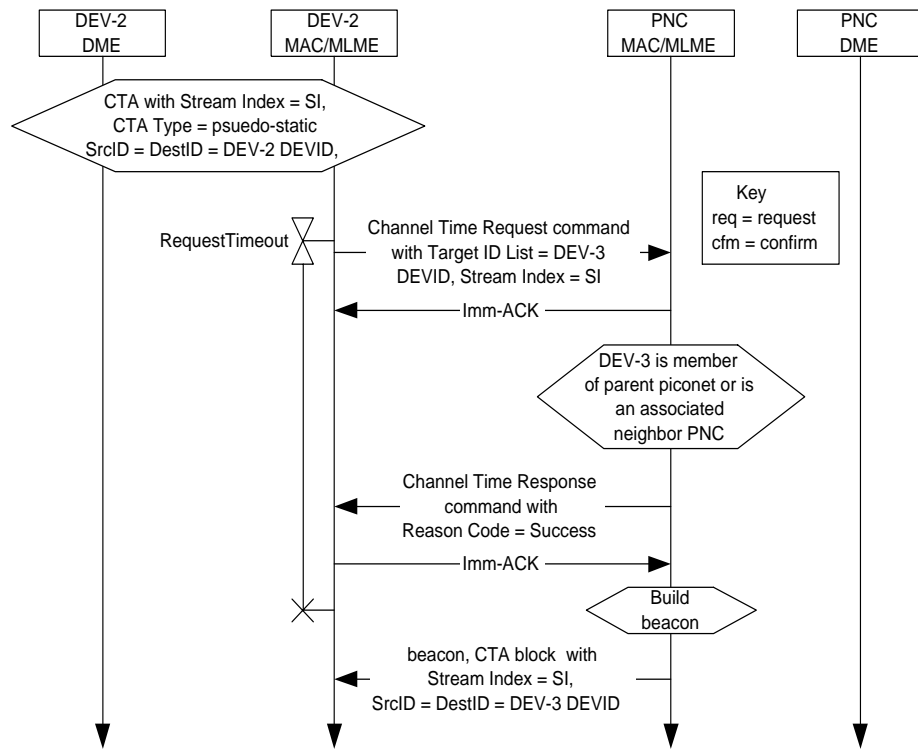 DEV-2
DME
DEV-2
MAC/MLME
PNC
MAC/MLME
PNC
DME
CTA with Stream Index = SI,
CTA Type = psuedo-static
SrcID = DestID = DEV-2 DEVID,
Key
req = request
cfm = confirm
RequestTimeout
Channel Time Request command
with Target ID List = DEV-3
DEVID, Stream Index = SI
Imm-ACK
DEV-3 is member
of parent piconet or is
an associated
neighbor PNC
Channel Time Response
command with
Reason Code = Success
Imm-ACK
Build
beacon
beacon, CTA block with
Stream Index = SI,
SrcID = DestID = DEV-3 DEVID